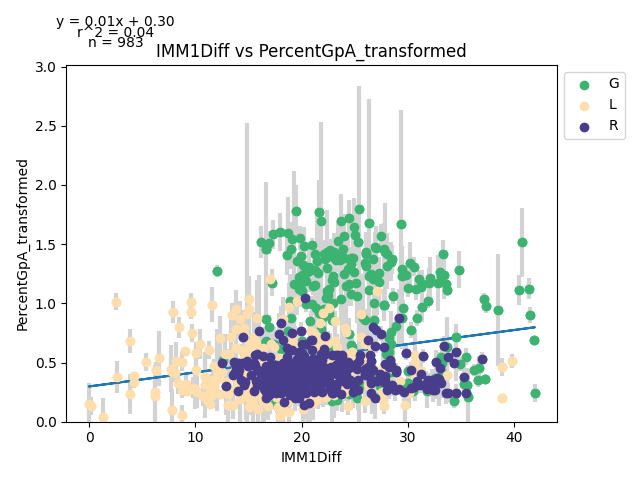 y = 0.01x + 0.30
r^2 = 0.04
n = 983
IMM1Diff vs PercentGpA_transformed
3.0
2.5
2.0
1.5
1.0
0.5
0.0
PercentGpA_transformed
0 10 20 30 40
IMM1Diff
G
L
R